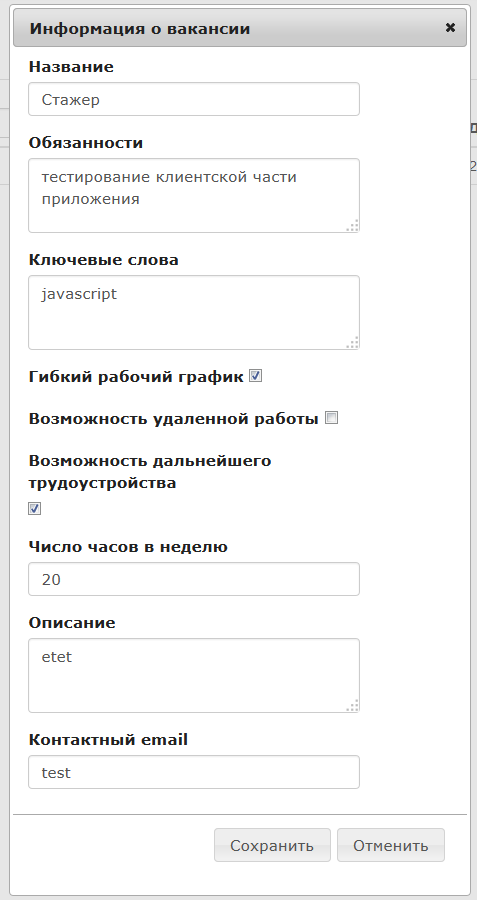 Информация о вакансии
Название
Стажер
Обязанности
тестирование клиентской части
приложения
Ключевые слова
javascript
Гибкий рабочий график
Возможность удаленной работы
Возможность дальнейшего
трудоустройства
Число часов в неделю
20
Описание
etet
Контактный email
test
Сохранить Отменить